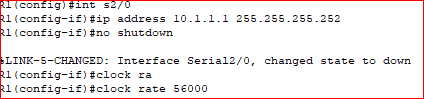 R1(config)#int s2/0
R1(config-if)#ip address 10.1.1.1 255.255.255.252
R1(config-if)#no shutdown
%LINK-5-CHANGED: Interface Serial2/0, changed state to down
R1(config-if)#clock ra
R1(config-if)#clock rate 56000